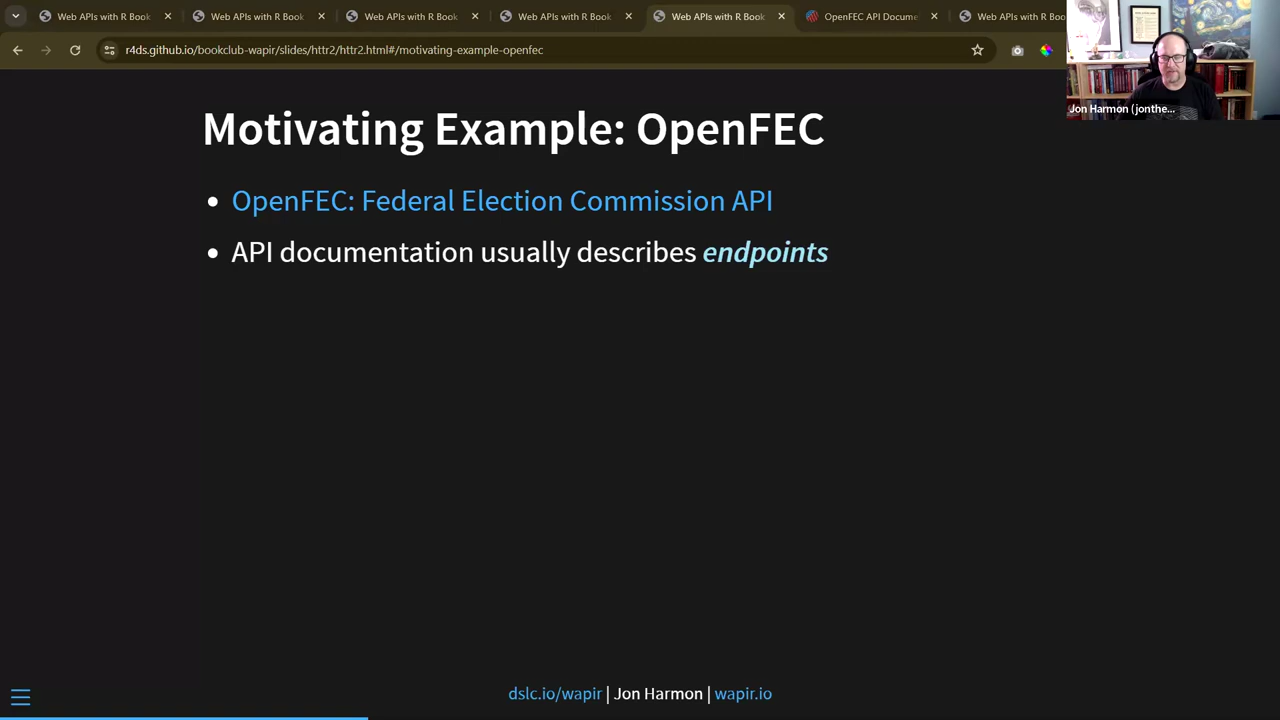 Web APIs with R Book
Web APIs with R Book
Web APIs with R Book
Web APIs with R Book
Web APIs with R Book
OpenFEC API Docume
Web APIs with R Boo
r4ds.github.io/bookclub-wapir/slides/httr2/httr2.html#/motivating-example-openfec
Jon Harmon (jonthe...
Motivating Example: OpenFEC
• OpenFEC: Federal Election Commission API
• API documentation usually describes endpoints
dslc.io/wapir | Jon Harmon | wapir.io